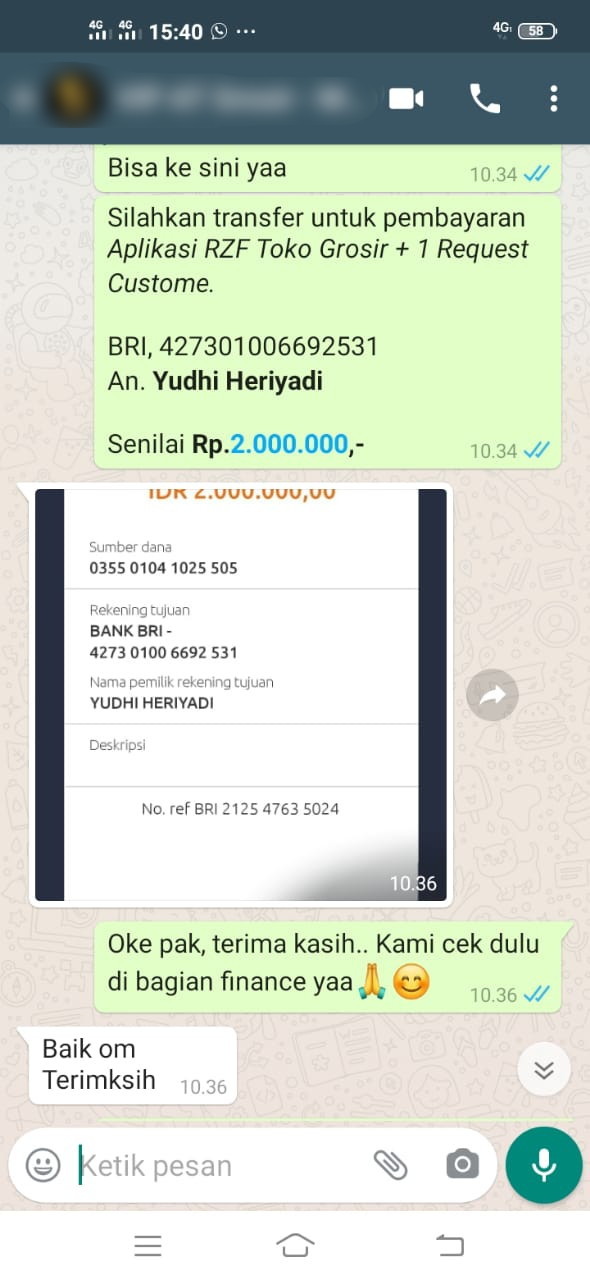 4G 4G 15:40 ... 4G 58
Bisa ke sini yaa
10.34
Silahkan transfer untuk pembayaran
Aplikasi RZF Toko Grosir + 1 Request
Custome.
BRI, 427301006692531
An. Yudhi Heriyadi
Senilai Rp.2.000.000,-
10.34
IDR 2.000.000,00
Sumber dana
0355 0104 1025 505
Rekening tujuan
BANK BRI -
4273 0100 6692 531
Nama pemilik rekening tujuan
YUDHI HERIYADI
Deskripsi
No. ref BRI 2125 4763 5024
10.36
Oke pak, terima kasih.. Kami cek dulu
di bagian finance yaa 🙏😊
10.36
Baik om
Terimksih
10.36
Ketik pesan